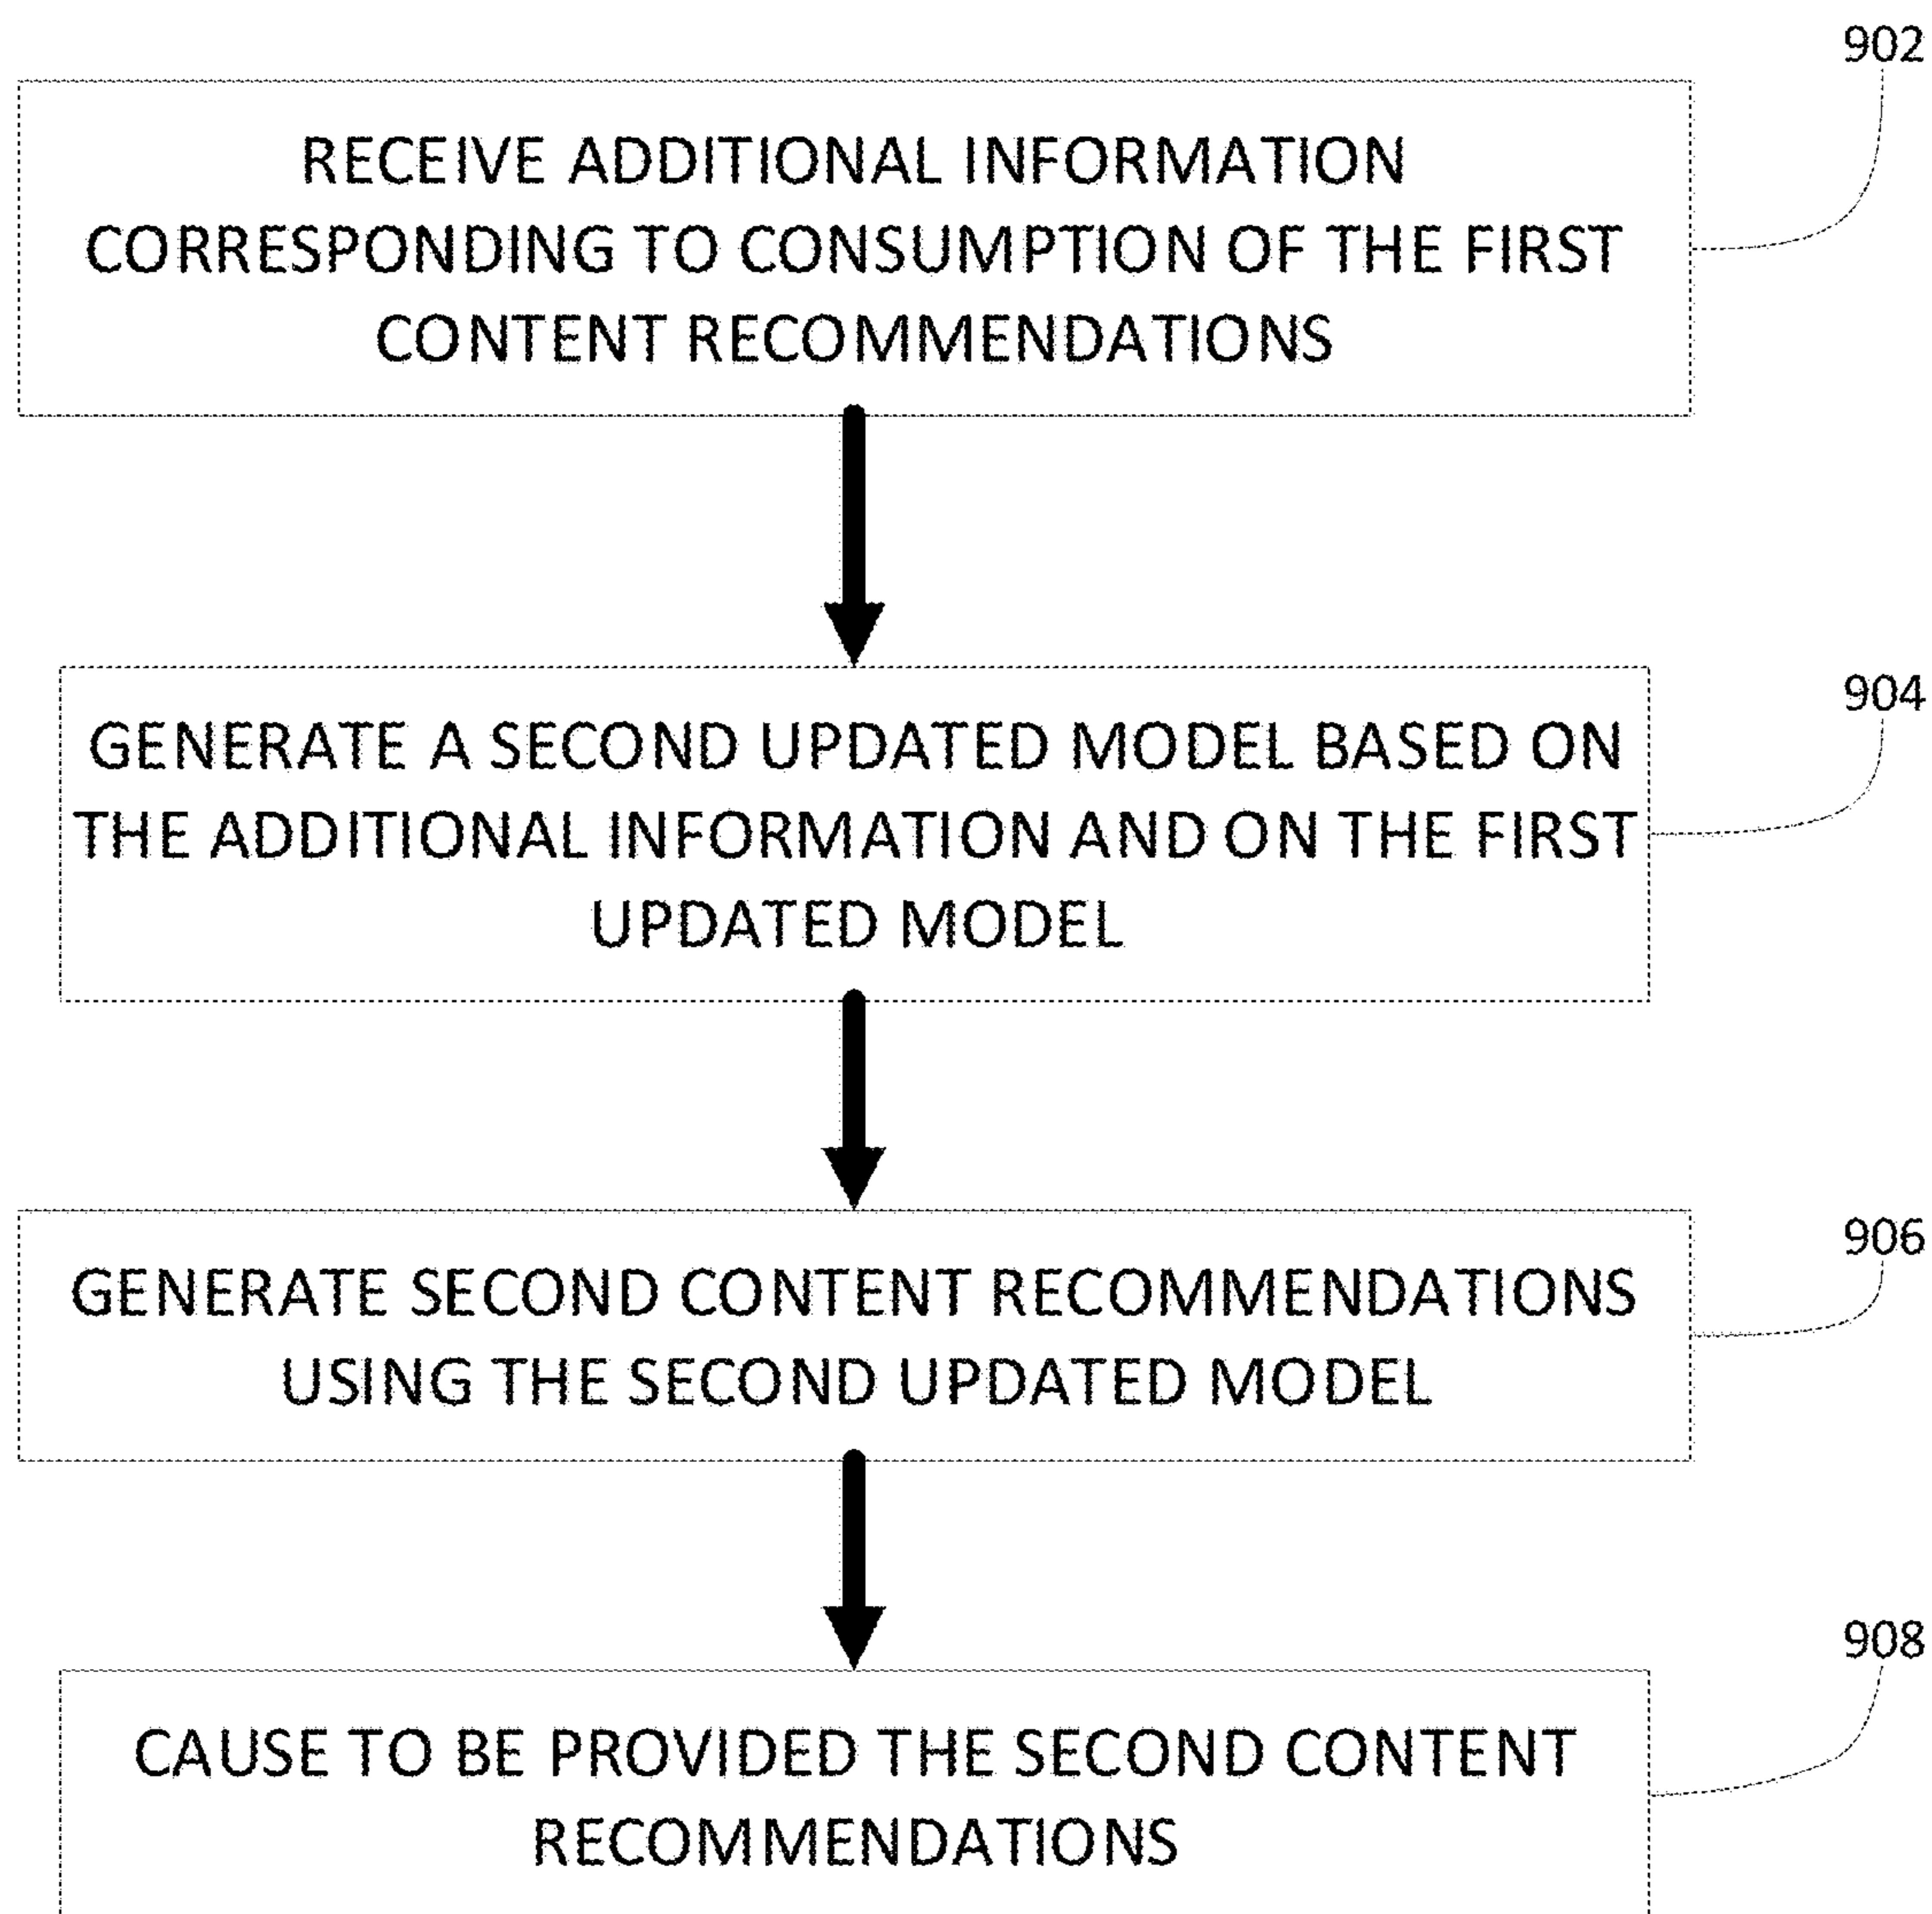 902
RECEIVE ADDITIONAL INFORMATION
CORRESPONDING TO CONSUMPTION OF THE FIRST
CONTENT RECOMMENDATIONS
904
GENERATE A SECOND UPDATED MODEL BASED ON
THE ADDITIONAL INFORMATION AND ON THE FIRST
UPDATED MODEL
906
GENERATE SECOND CONTENT RECOMMENDATIONS
USING THE SECOND UPDATED MODEL
908
CAUSE TO BE PROVIDED THE SECOND CONTENT
RECOMMENDATIONS